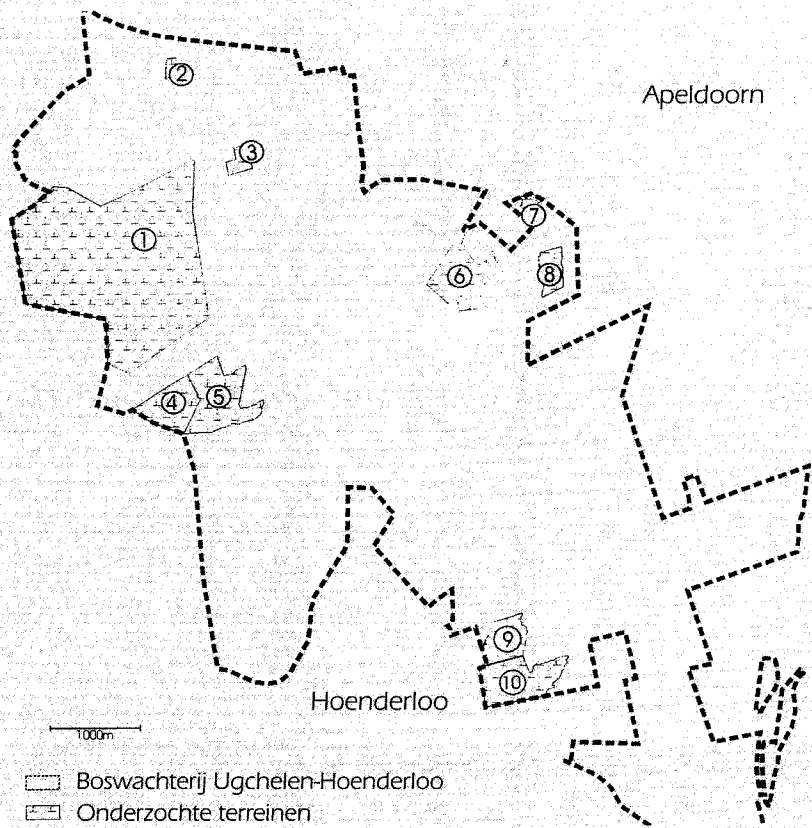 Apeldoorn
②
③
①
⑦
⑥
⑧
④
⑤
⑨
⑩
Hoenderloo
1000m
Boswachterij Ugchelen-Hoenderloo
Onderzochte terreinen